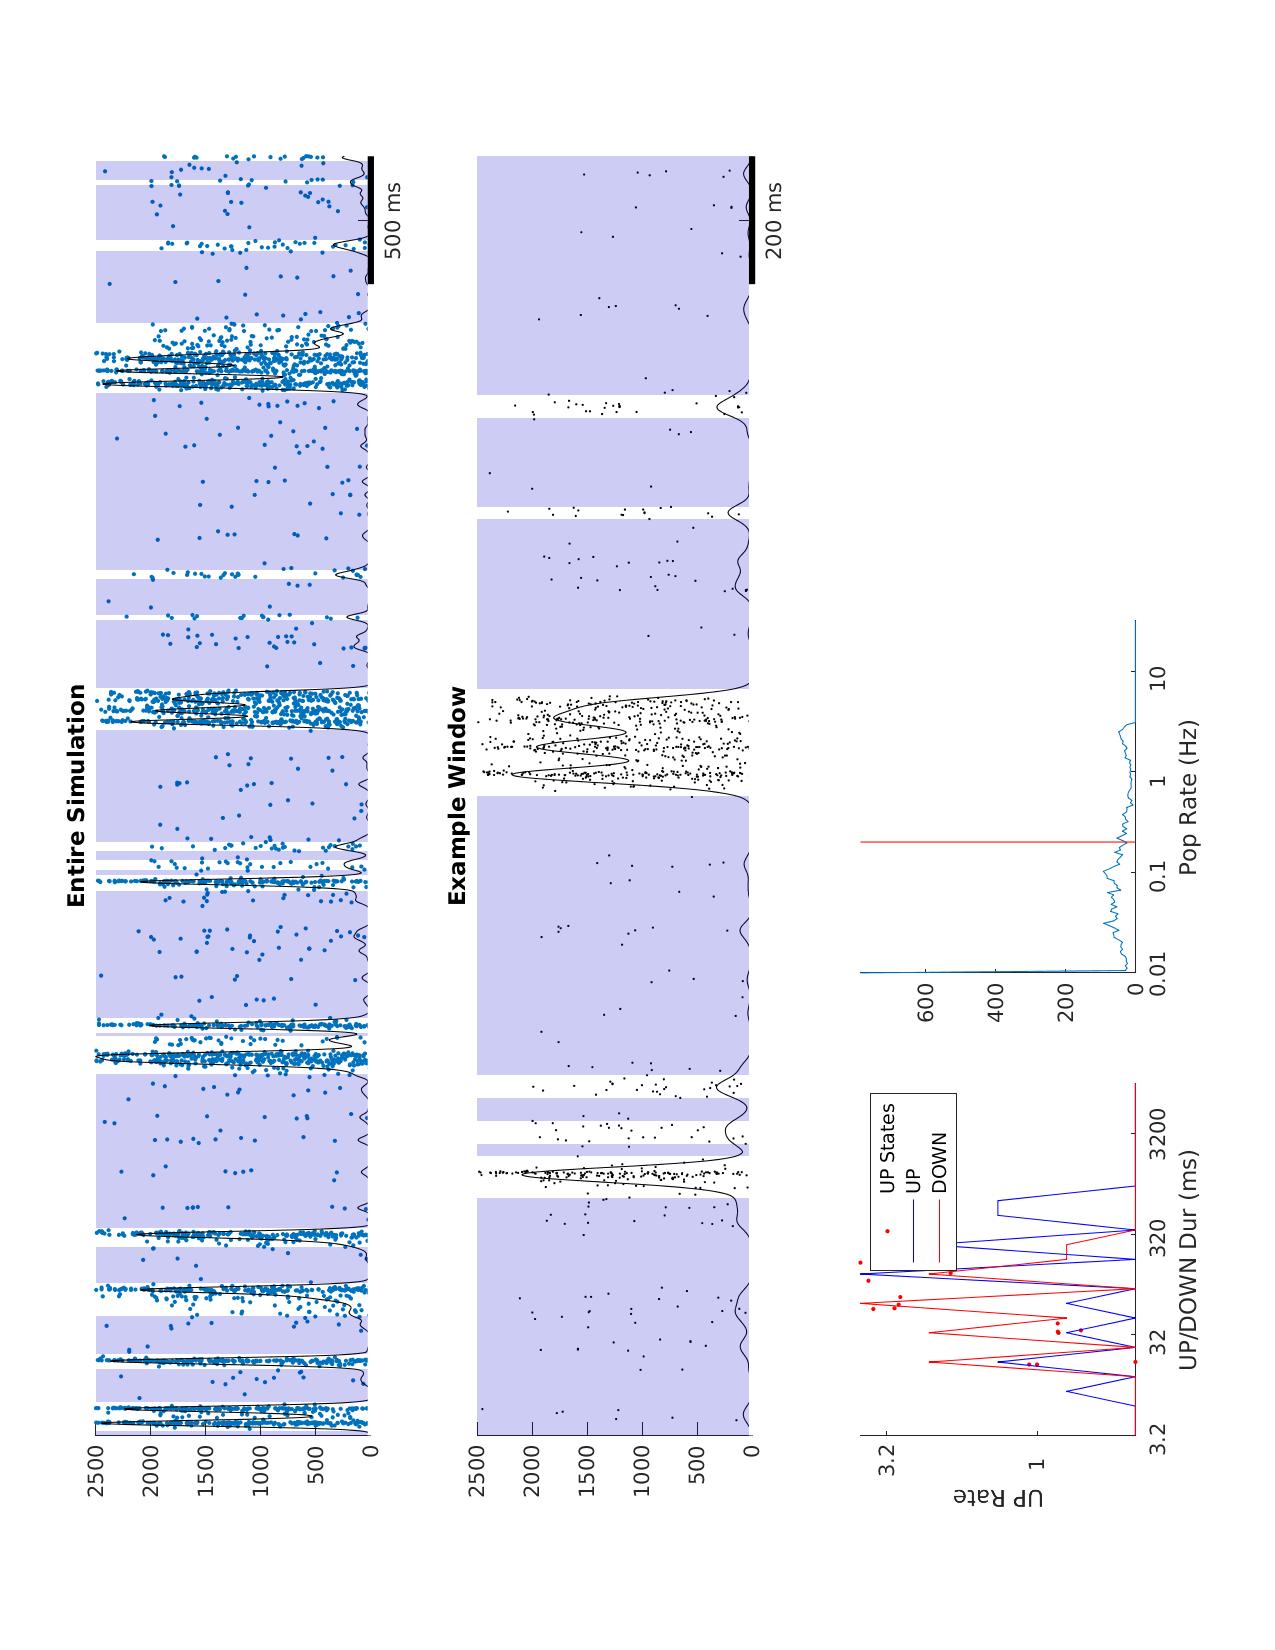 Entire Simulation
2500
2000
1500
1000
500
0
500 ms
Example Window
2500
2000
1500
1000
500
0
200 ms
UP Rate
3.2
1
UP States
UP
DOWN
3.2 32 320 3200
UP/DOWN Dur (ms)
600
400
200
0
0.01 0.1 1 10
Pop Rate (Hz)